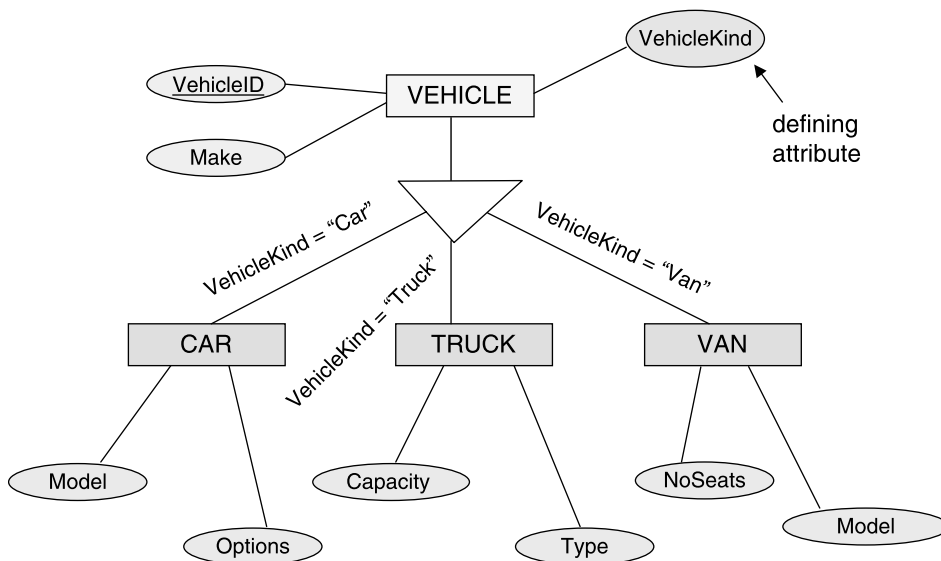 VehicleKind
VehicleID
VEHICLE
defining
attribute
Make
VehicleKind = “Car”
VehicleKind = “Truck”
VehicleKind = “Van”
CAR
TRUCK
VAN
Model
Capacity
NoSeats
Options
Type
Model